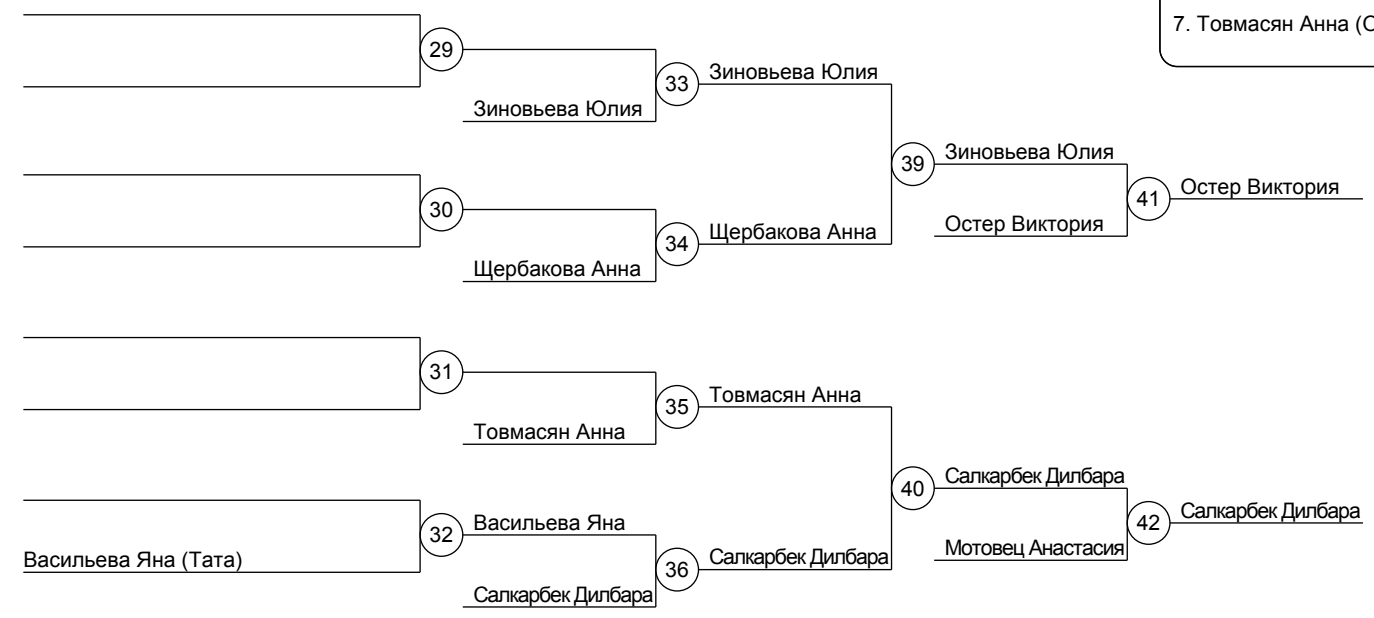 7. Товмасян Анна (С
29
33
Зиновьева Юлия
Зиновьева Юлия
39
Зиновьева Юлия
41
Остер Виктория
30
Остер Виктория
34
Щербакова Анна
Щербакова Анна
31
35
Товмасян Анна
Товмасян Анна
40
Салкарбек Дилбара
42
Салкарбек Дилбара
32
Васильева Яна
Мотовец Анастасия
Васильева Яна (Тата)
36
Салкарбек Дилбара
Салкарбек Дилбара